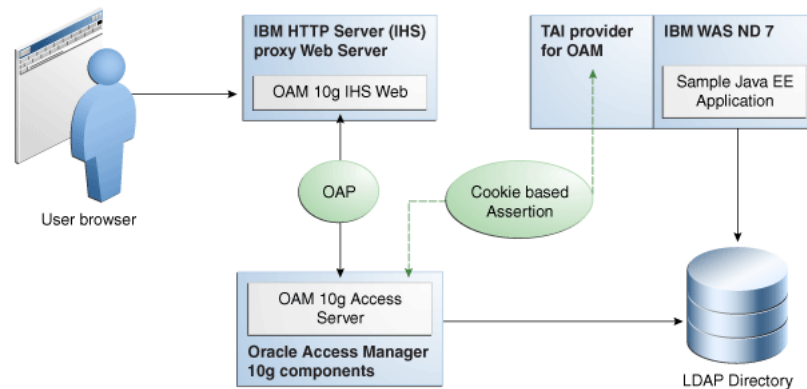 IBM HTTP Server (IHS)
proxy Web Server
OAM 10g IHS Web
TAI provider
for OAM
IBM WAS ND 7
Sample Java EE
Application
User browser
OAP
Cookie based
Assertion
OAM 10g Access
Server
Oracle Access Manager
10g components
LDAP Directory